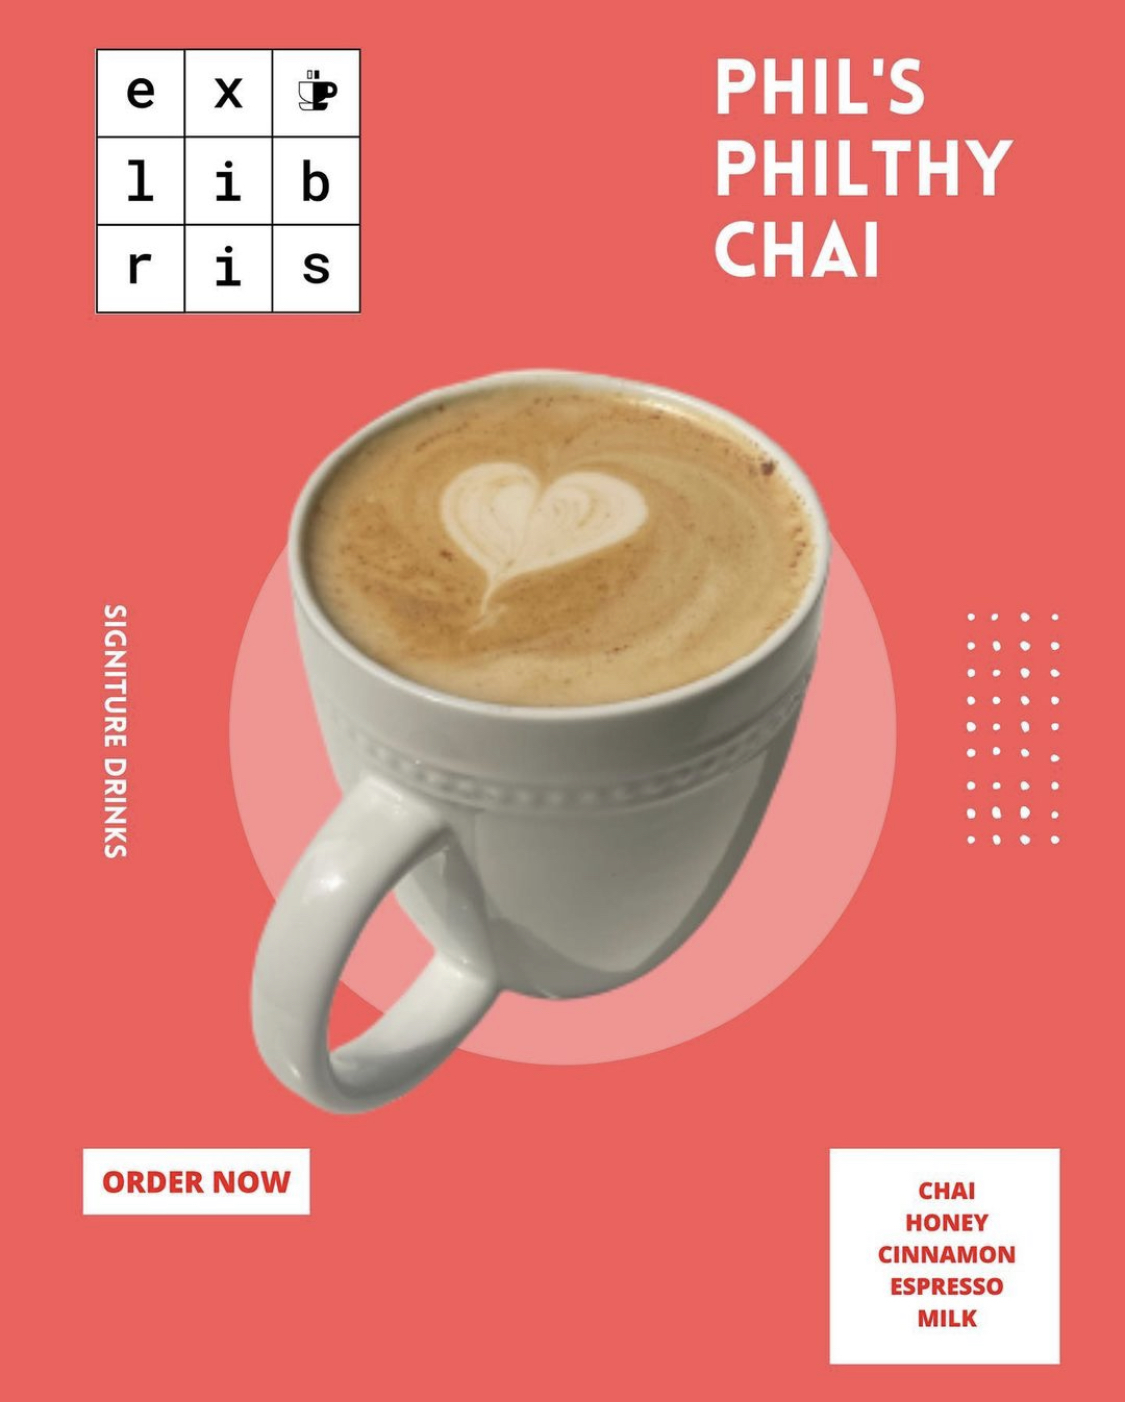 e x
l i b
r i s
PHIL'S
PHILTHY
CHAI
SIGNITURE DRINKS
ORDER NOW
CHAI
HONEY
CINNAMON
ESPRESSO
MILK